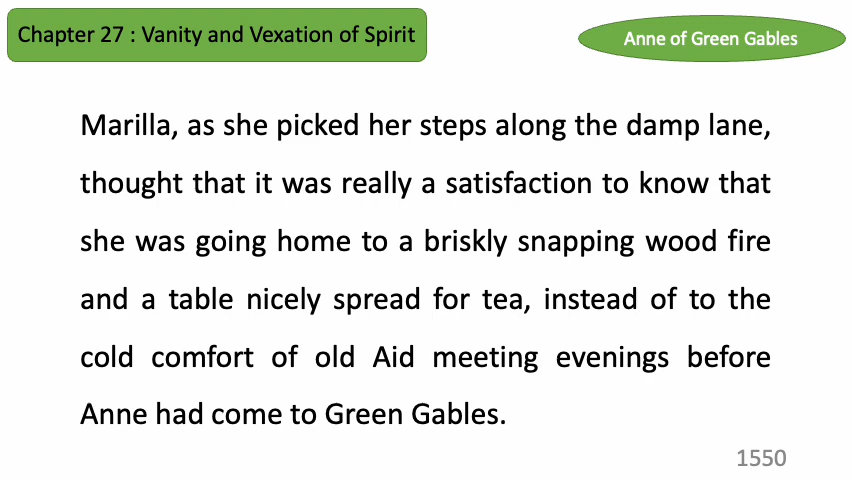 Chapter 27 : Vanity and Vexation of Spirit
Anne of Green Gables
Marilla, as she picked her steps along the damp lane,
thought that it was really a satisfaction to know that
she was going home to a briskly snapping wood fire
and a table nicely spread for tea, instead of to the
cold comfort of old Aid meeting evenings before
Anne had come to Green Gables.
1550